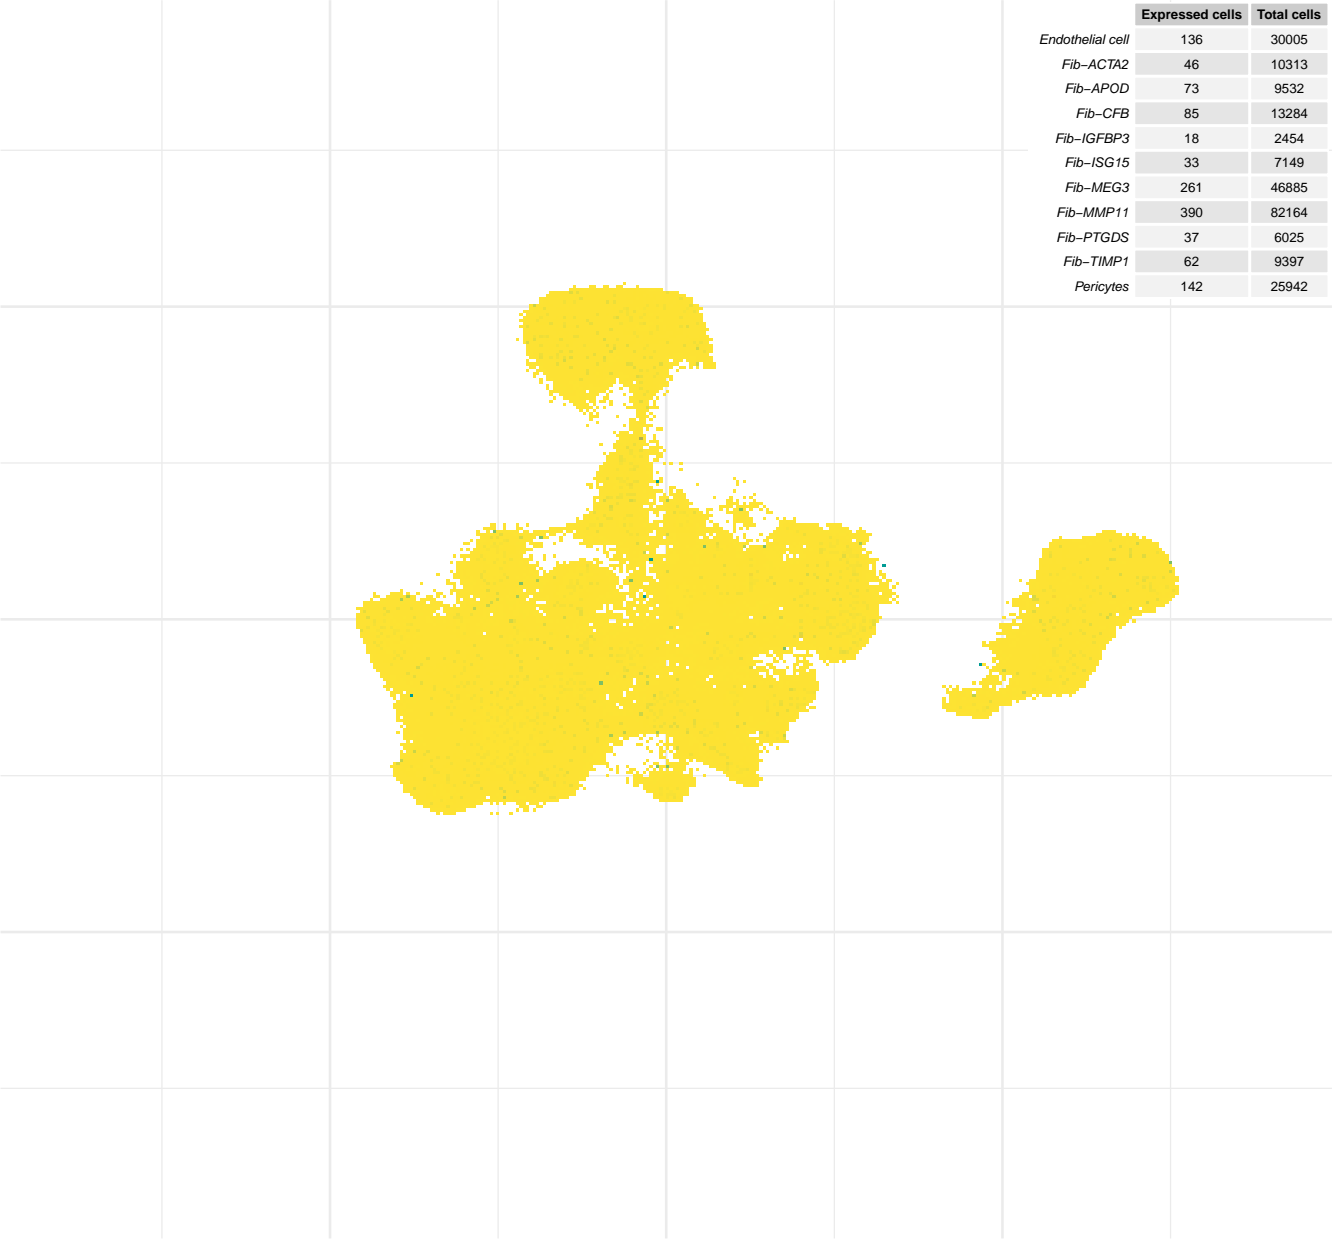 Expressed cells Total cells
Endothelial cell 136 30005
Fib−ACTA2 46 10313
Fib−APOD 73 9532
Fib−CFB 85 13284
Fib−IGFBP3 18 2454
Fib−ISG15 33 7149
Fib−MEG3 261 46885
Fib−MMP11 390 82164
Fib−PTGDS 37 6025
Fib−TIMP1 62 9397
Pericytes 142 25942